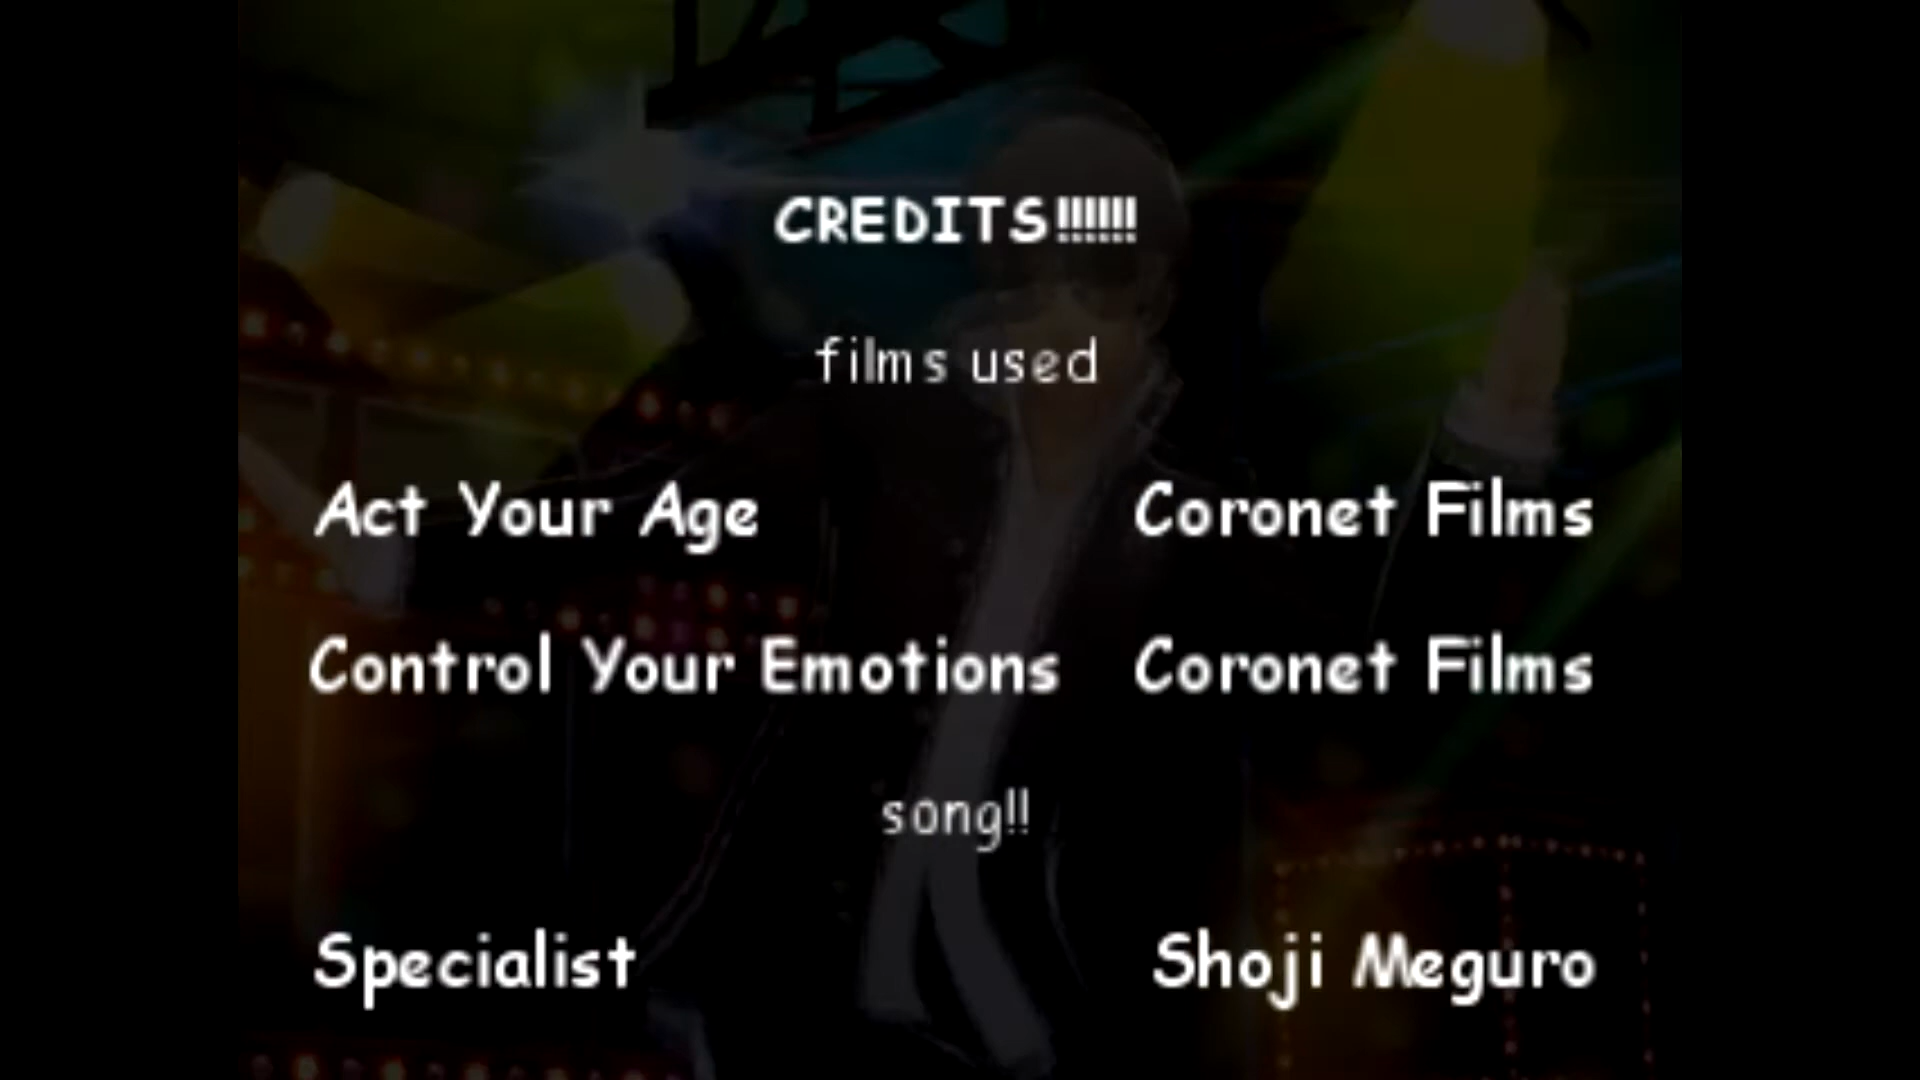 CREDITS!!!!!!
films used
Act Your Age Coronet Films
Control Your Emotions Coronet Films
song!!
Specialist Shoji Meguro